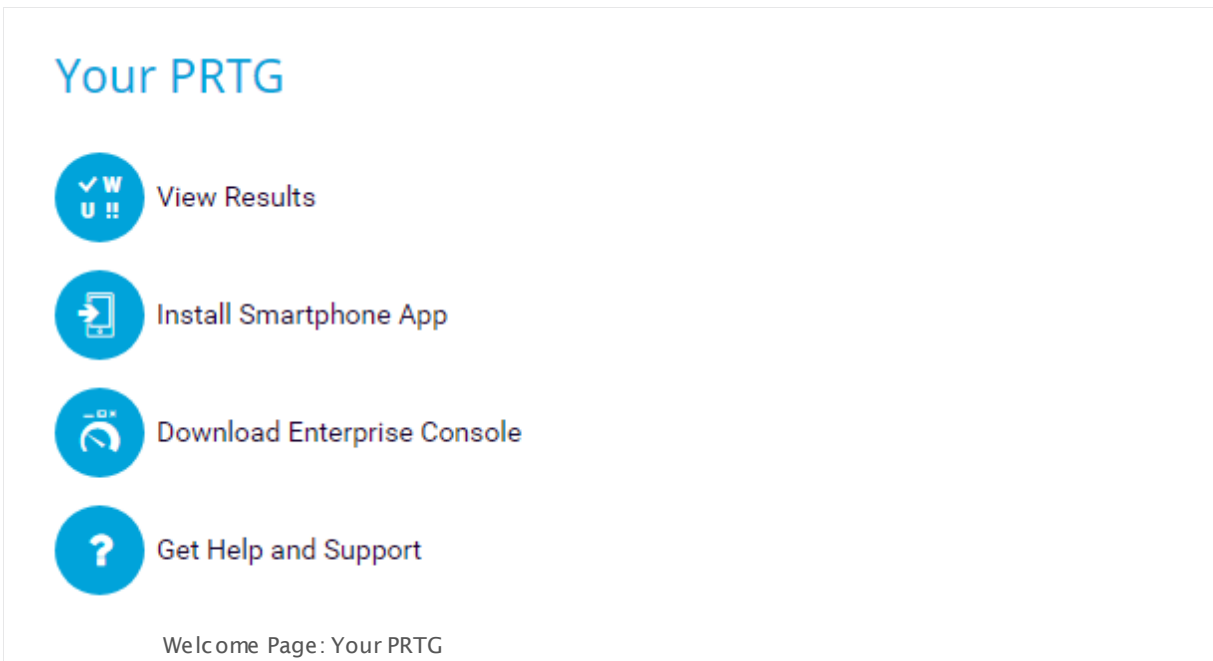 Your PRTG
✓ W
U !!
View Results
Install Smartphone App
Download Enterprise Console
?
Get Help and Support
Welcome Page: Your PRTG